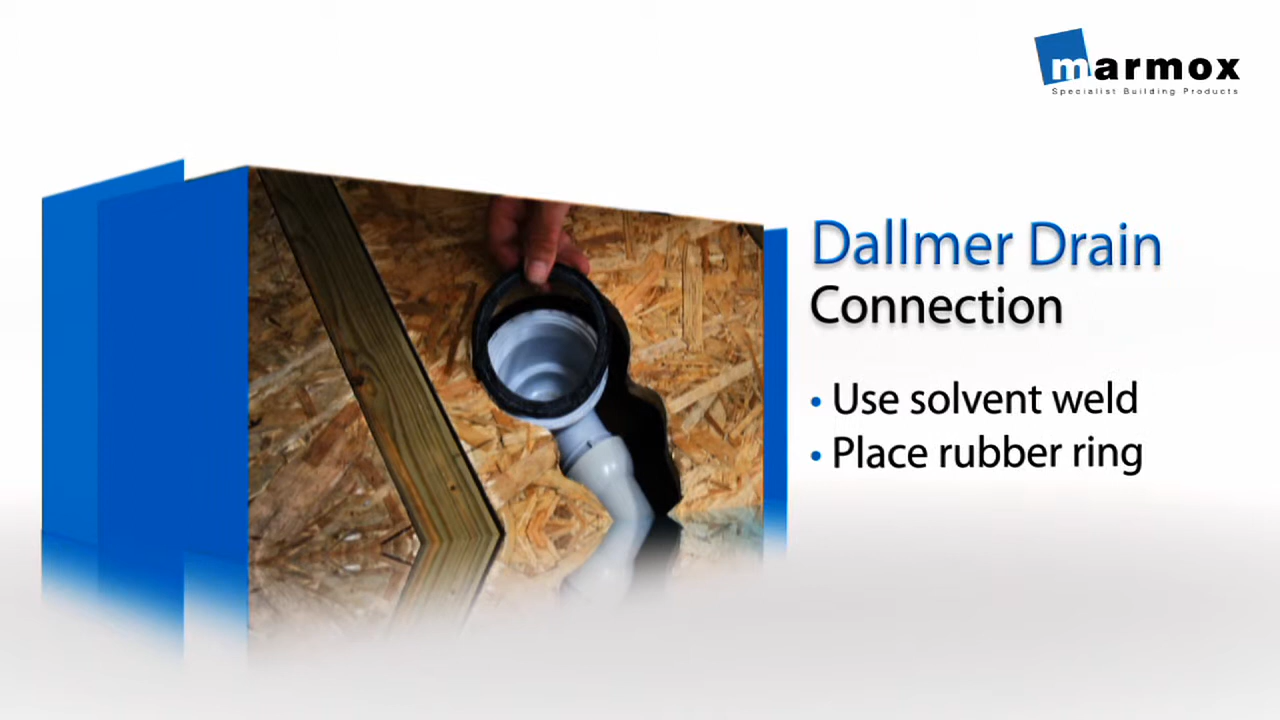 marmox
Specialist Building Products
Dallmer Drain
Connection
• Use solvent weld
• Place rubber ring